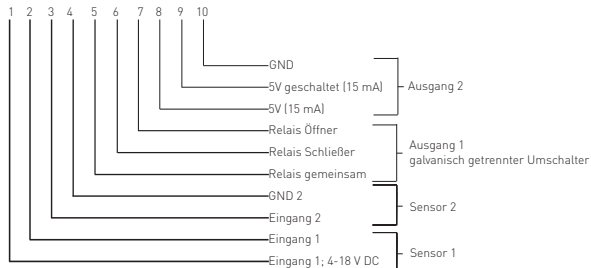 1 2 3 4 5 6 7 8 9 10
GND
5V geschaltet (15 mA)
Ausgang 2
5V (15 mA)
Relais Öffner
Relais Schließer
Ausgang 1
galvanisch getrennter Umschalter
Relais gemeinsam
GND 2
Sensor 2
Eingang 2
Eingang 1
Sensor 1
Eingang 1; 4-18 V DC